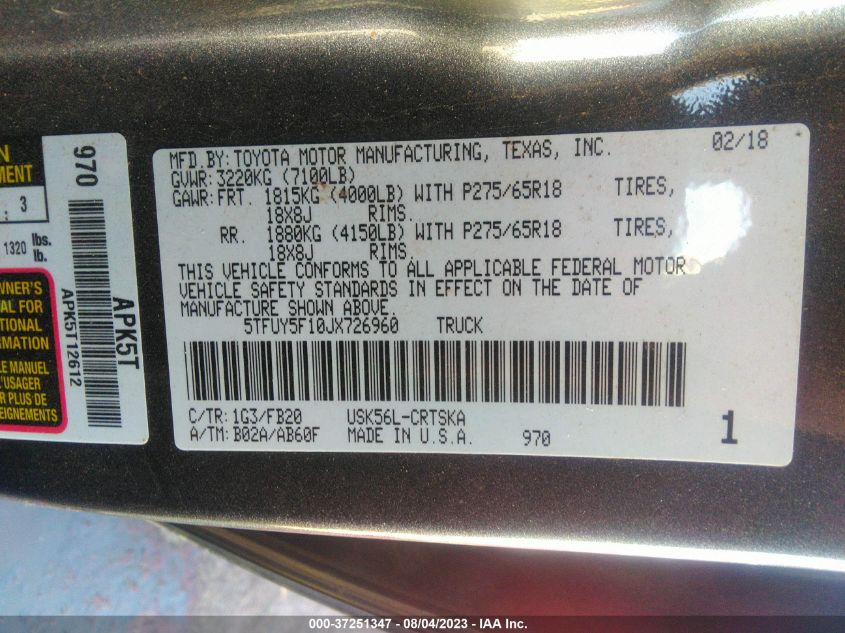 MFD.BY: TOYOTA MOTOR MANUFACTURING, TEXAS, INC. 02/18
GVWR: 3220KG (7100LB)
GAWR: FRT. 1815KG (4000LB) WITH P275/65R18 TIRES,
18X8J RIMS.
RR. 1880KG (4150LB) WITH P275/65R18 TIRES,
18X8J RIMS.
THIS VEHICLE CONFORMS TO ALL APPLICABLE FEDERAL MOTOR
VEHICLE SAFETY STANDARDS IN EFFECT ON THE DATE OF
MANUFACTURE SHOWN ABOVE.
5TFUY5F10JX726960 TRUCK
C/TR: 1G3/FB20 USK56L-CRTSKA
A/TM: B02A/AB60F MADE IN U.S.A. 970 1
970
APK5T
APK5T12612
3
1320 lbs.
lb.
WNER'S
AL FOR
TIONAL
RMATION
LE MANUEL
L'USAGER
R PLUS DE
EIGNEMENTS
000-37251347 - 08/04/2023 - IAA Inc.